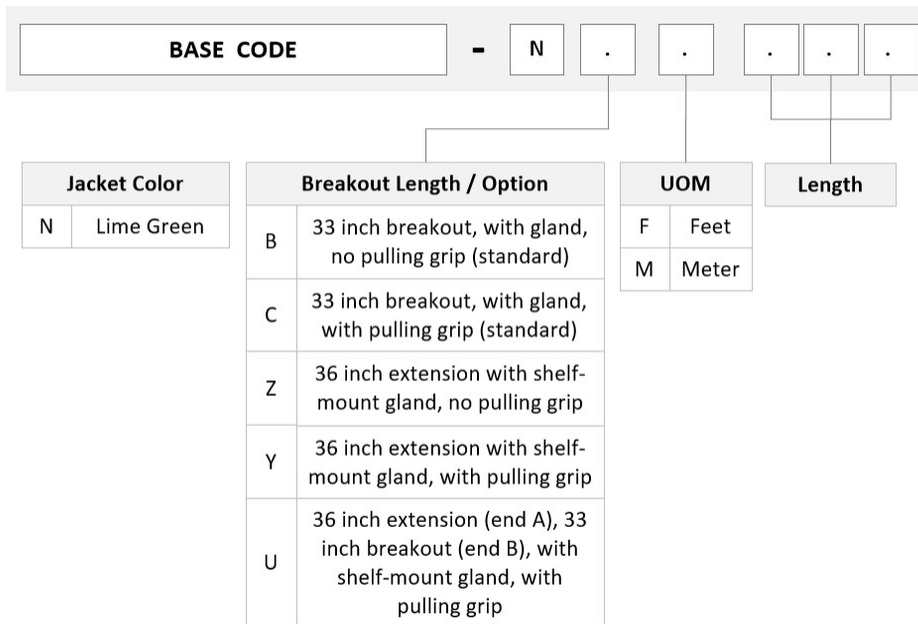 BASE CODE - N . . . . .
Jacket Color
N Lime Green
Breakout Length / Option
B 33 inch breakout, with gland,
no pulling grip (standard)
C 33 inch breakout, with gland,
with pulling grip (standard)
Z 36 inch extension with shelf-
mount gland, no pulling grip
Y 36 inch extension with shelf-
mount gland, with pulling grip
U 36 inch extension (end A), 33
inch breakout (end B), with
shelf-mount gland, with
pulling grip
UOM
F Feet
M Meter
Length